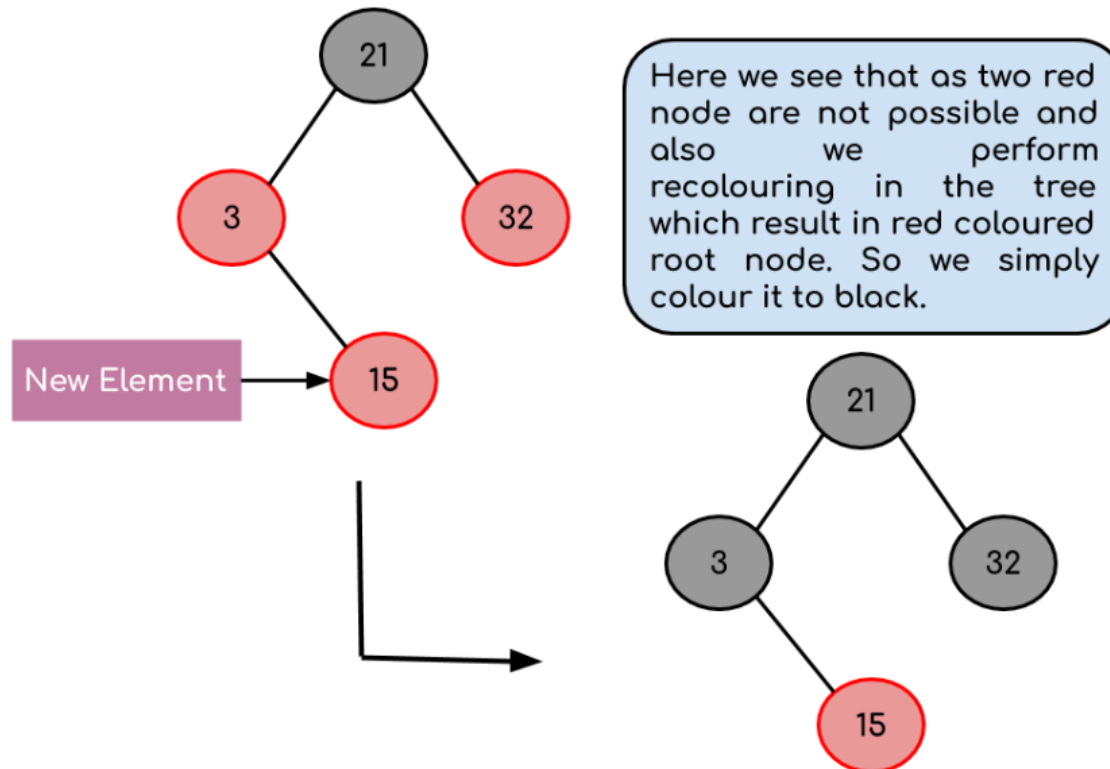 21
3
32
New Element
15
Here we see that as two red
node are not possible and
also we perform
recolouring in the tree
which result in red coloured
root node. So we simply
colour it to black.
21
3
32
15